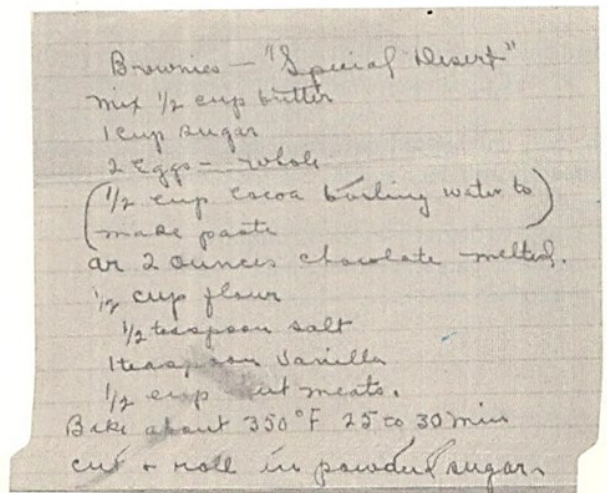 Brownies — "Special Desert"
Mix 1/2 cup butter
1 cup sugar
2 Eggs — whole
(1/2 cup cocoa boiling water to
make paste)
or 2 ounces chocolate melted.
1/2 cup flour
1/2 teaspoon salt
1 teaspoon Vanilla
1/2 cup nut meats.
Bake about 350°F 25 to 30 min
cut + roll in powded sugar.